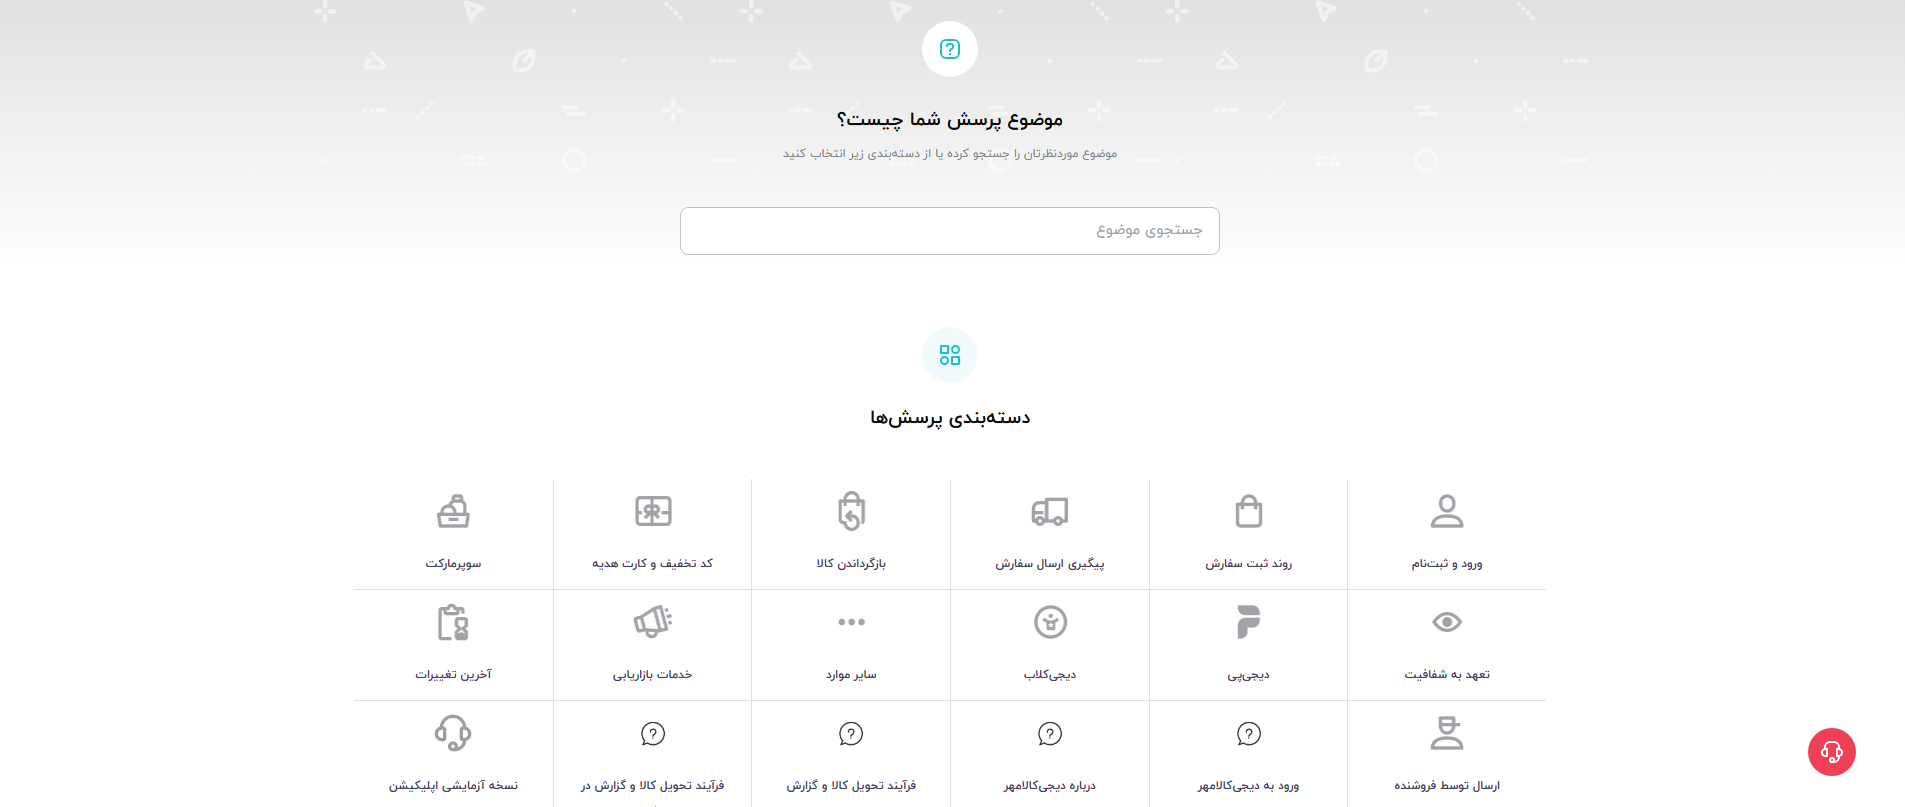 موضوع پرسش شما چیست؟
موضوع موردنظرتان را جستجو کرده یا از دسته‌بندی زیر انتخاب کنید
جستجوی موضوع
دسته‌بندی پرسش‌ها
ورود و ثبت‌نام
روند ثبت سفارش
پیگیری ارسال سفارش
بازگرداندن کالا
کد تخفیف و کارت هدیه
سوپرمارکت
تعهد به شفافیت
دیجی‌پی
دیجی‌کلاب
سایر موارد
خدمات بازاریابی
آخرین تغییرات
ارسال توسط فروشنده
ورود به دیجی‌کالامهر
درباره دیجی‌کالامهر
فرآیند تحویل کالا و گزارش
فرآیند تحویل کالا و گزارش در
نسخه آزمایشی اپلیکیشن